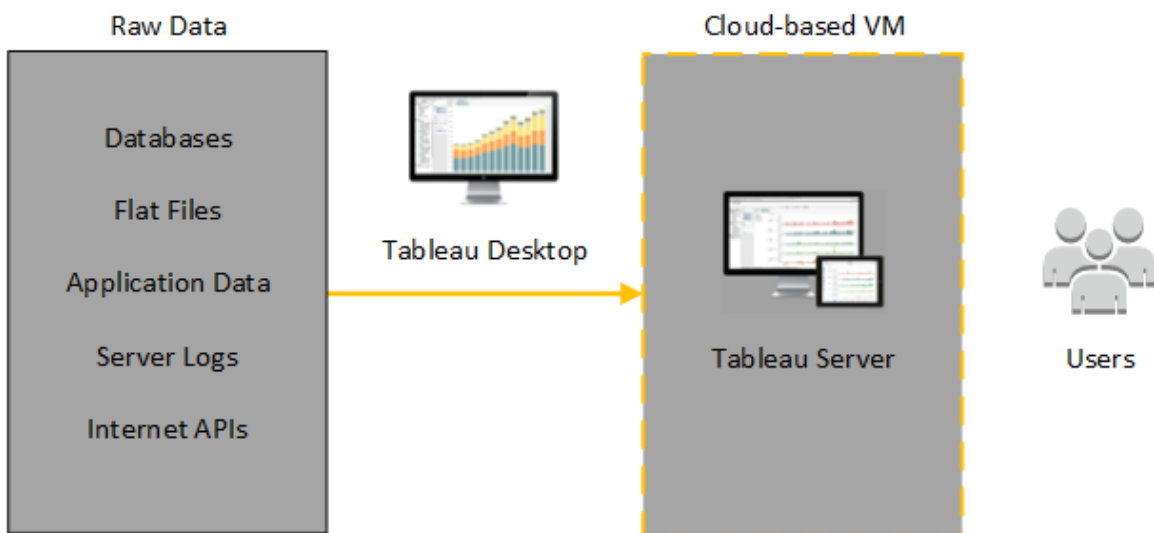 Raw Data
Cloud-based VM
Databases
Flat Files
Application Data
Server Logs
Internet APIs
Tableau Desktop
Tableau Server
Users